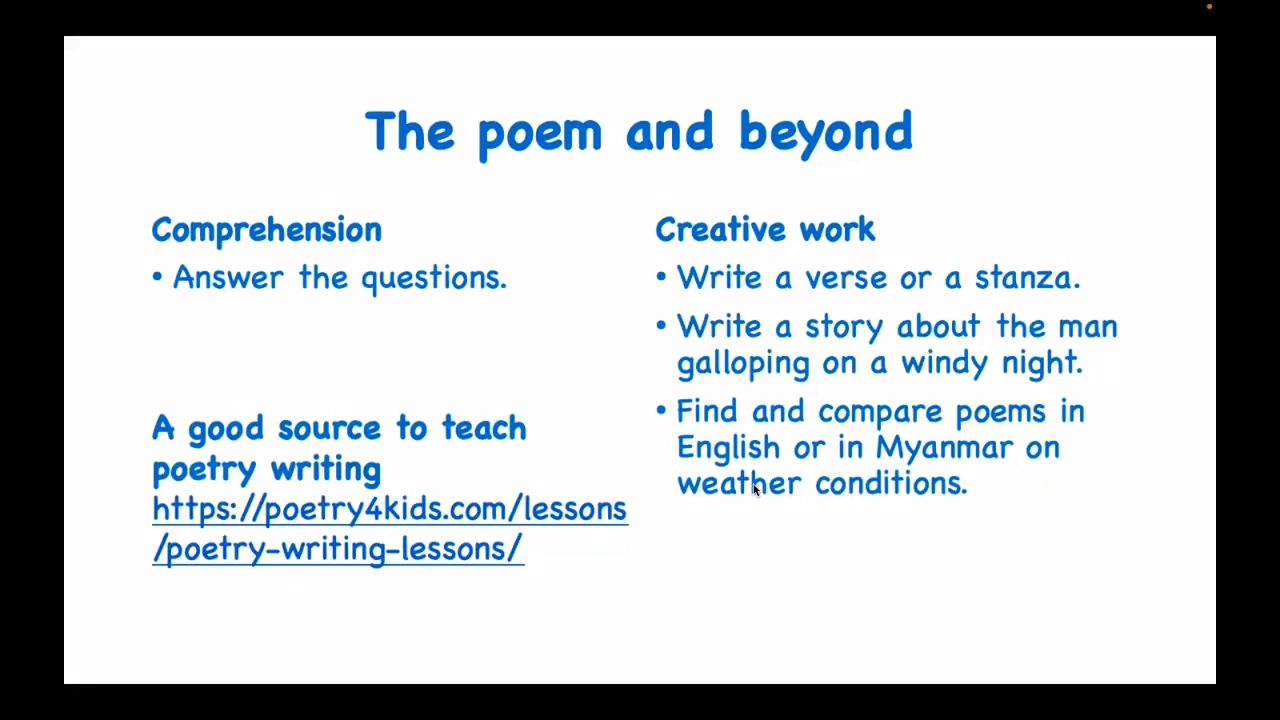 The poem and beyond
Comprehension
• Answer the questions.
A good source to teach
poetry writing
https://poetry4kids.com/lessons
/poetry-writing-lessons/
Creative work
• Write a verse or a stanza.
• Write a story about the man
galloping on a windy night.
• Find and compare poems in
English or in Myanmar on
weather conditions.